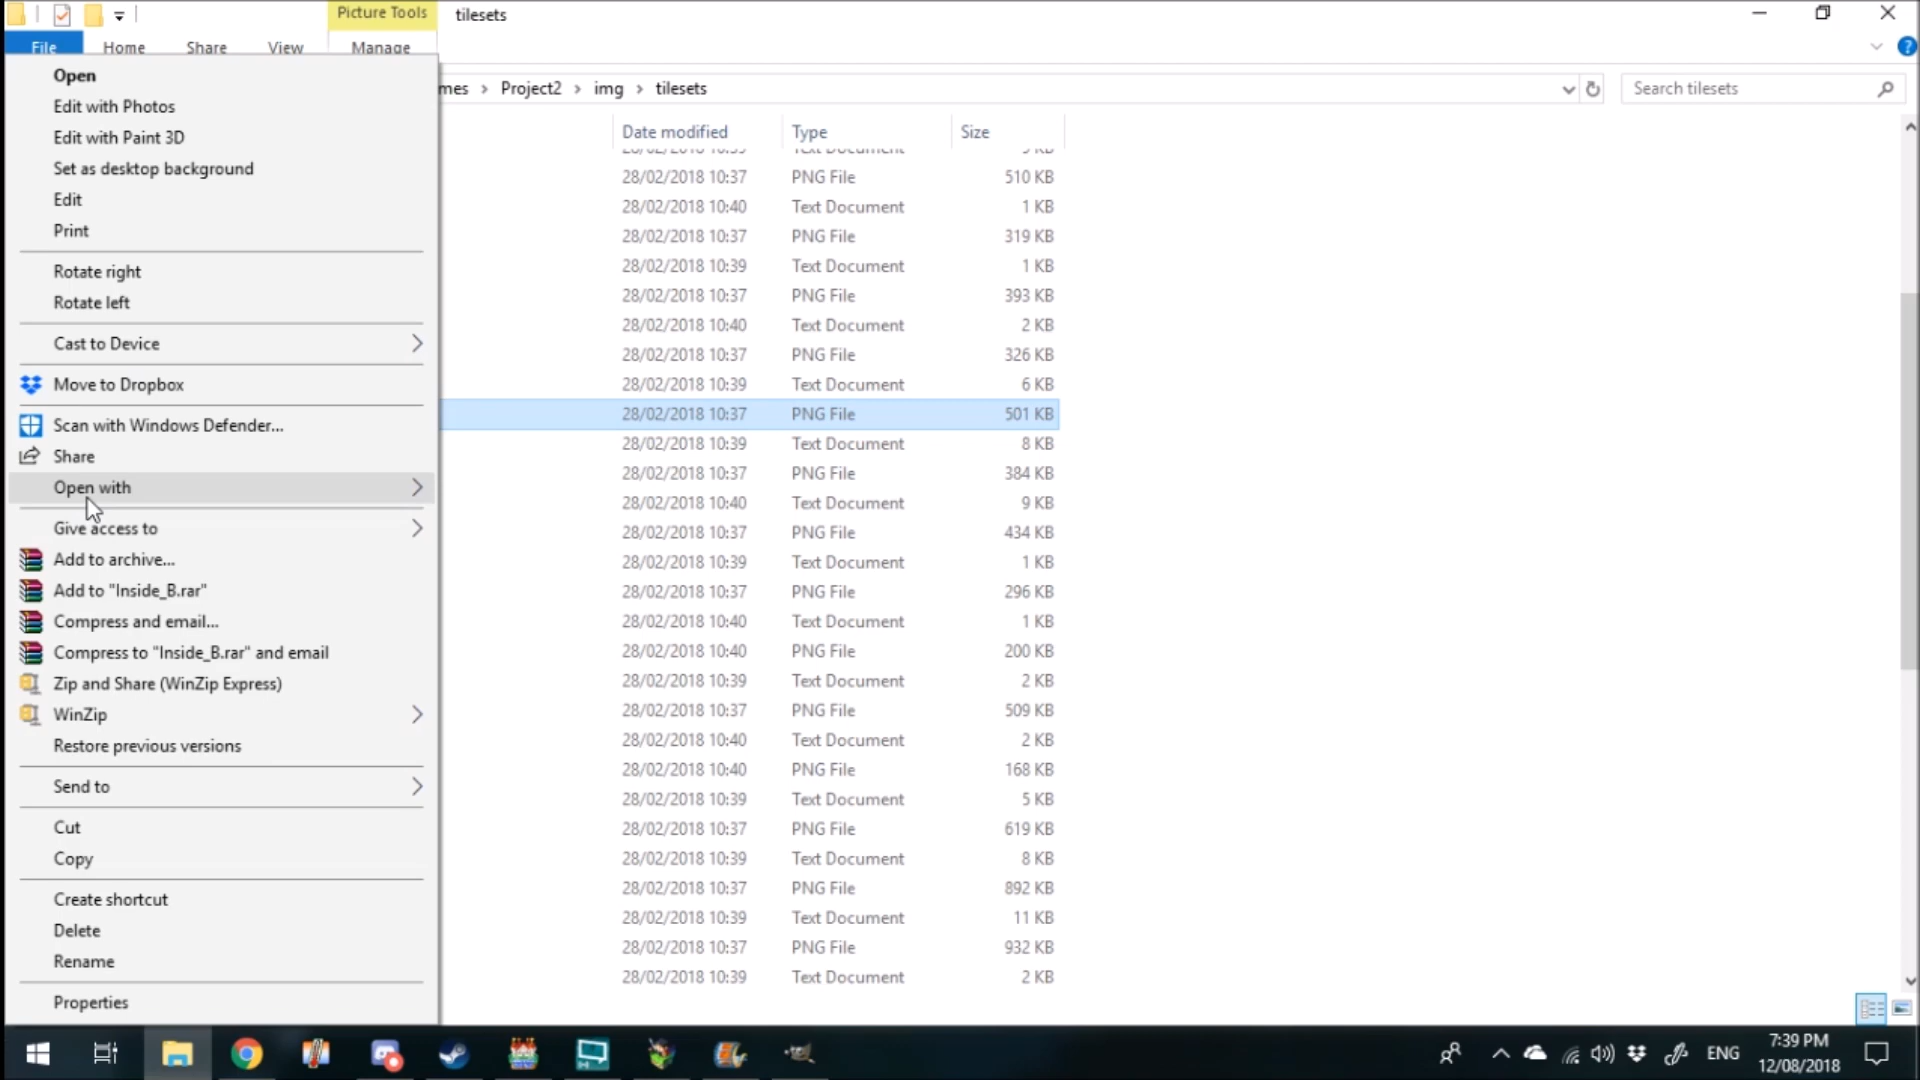 Picture Tools
tilesets
File
Home
Share
View
Manage
mes > Project2 > img > tilesets
Search tilesets
Open
Edit with Photos
Edit with Paint 3D
Set as desktop background
Edit
Print
Rotate right
Rotate left
Cast to Device
Move to Dropbox
Scan with Windows Defender...
Share
Open with
Give access to
Add to archive...
Add to "Inside_B.rar"
Compress and email...
Compress to "Inside_B.rar" and email
Zip and Share (WinZip Express)
WinZip
Restore previous versions
Send to
Cut
Copy
Create shortcut
Delete
Rename
Properties
Date modified Type Size
28/02/2018 10:37 PNG File 510 KB
28/02/2018 10:40 Text Document 1 KB
28/02/2018 10:37 PNG File 319 KB
28/02/2018 10:39 Text Document 1 KB
28/02/2018 10:37 PNG File 393 KB
28/02/2018 10:40 Text Document 2 KB
28/02/2018 10:37 PNG File 326 KB
28/02/2018 10:39 Text Document 6 KB
28/02/2018 10:37 PNG File 501 KB
28/02/2018 10:39 Text Document 8 KB
28/02/2018 10:37 PNG File 384 KB
28/02/2018 10:40 Text Document 9 KB
28/02/2018 10:37 PNG File 434 KB
28/02/2018 10:39 Text Document 1 KB
28/02/2018 10:37 PNG File 296 KB
28/02/2018 10:40 Text Document 1 KB
28/02/2018 10:40 PNG File 200 KB
28/02/2018 10:39 Text Document 2 KB
28/02/2018 10:37 PNG File 509 KB
28/02/2018 10:40 Text Document 2 KB
28/02/2018 10:40 PNG File 168 KB
28/02/2018 10:39 Text Document 5 KB
28/02/2018 10:37 PNG File 619 KB
28/02/2018 10:39 Text Document 8 KB
28/02/2018 10:37 PNG File 892 KB
28/02/2018 10:39 Text Document 11 KB
28/02/2018 10:37 PNG File 932 KB
28/02/2018 10:39 Text Document 2 KB
ENG
7:39 PM
12/08/2018